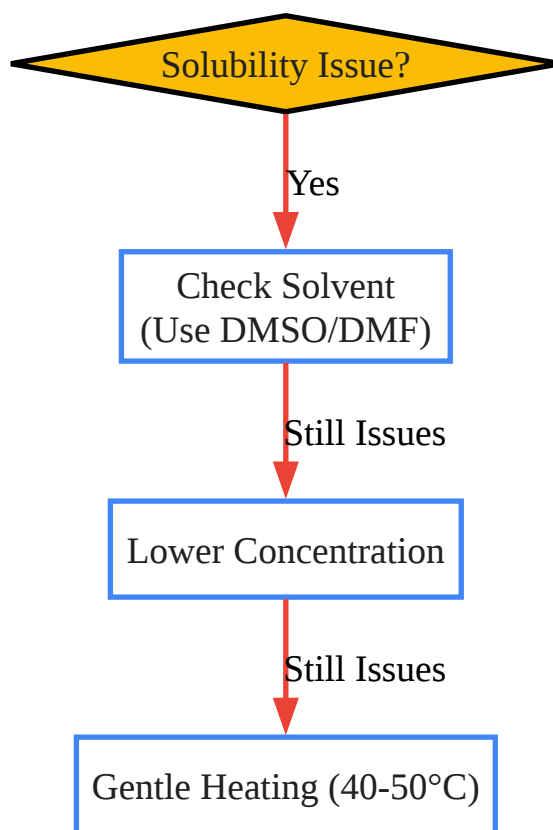 Solubility Issue?
Yes
Check Solvent
(Use DMSO/DMF)
Still Issues
Lower Concentration
Still Issues
Gentle Heating (40-50°C)